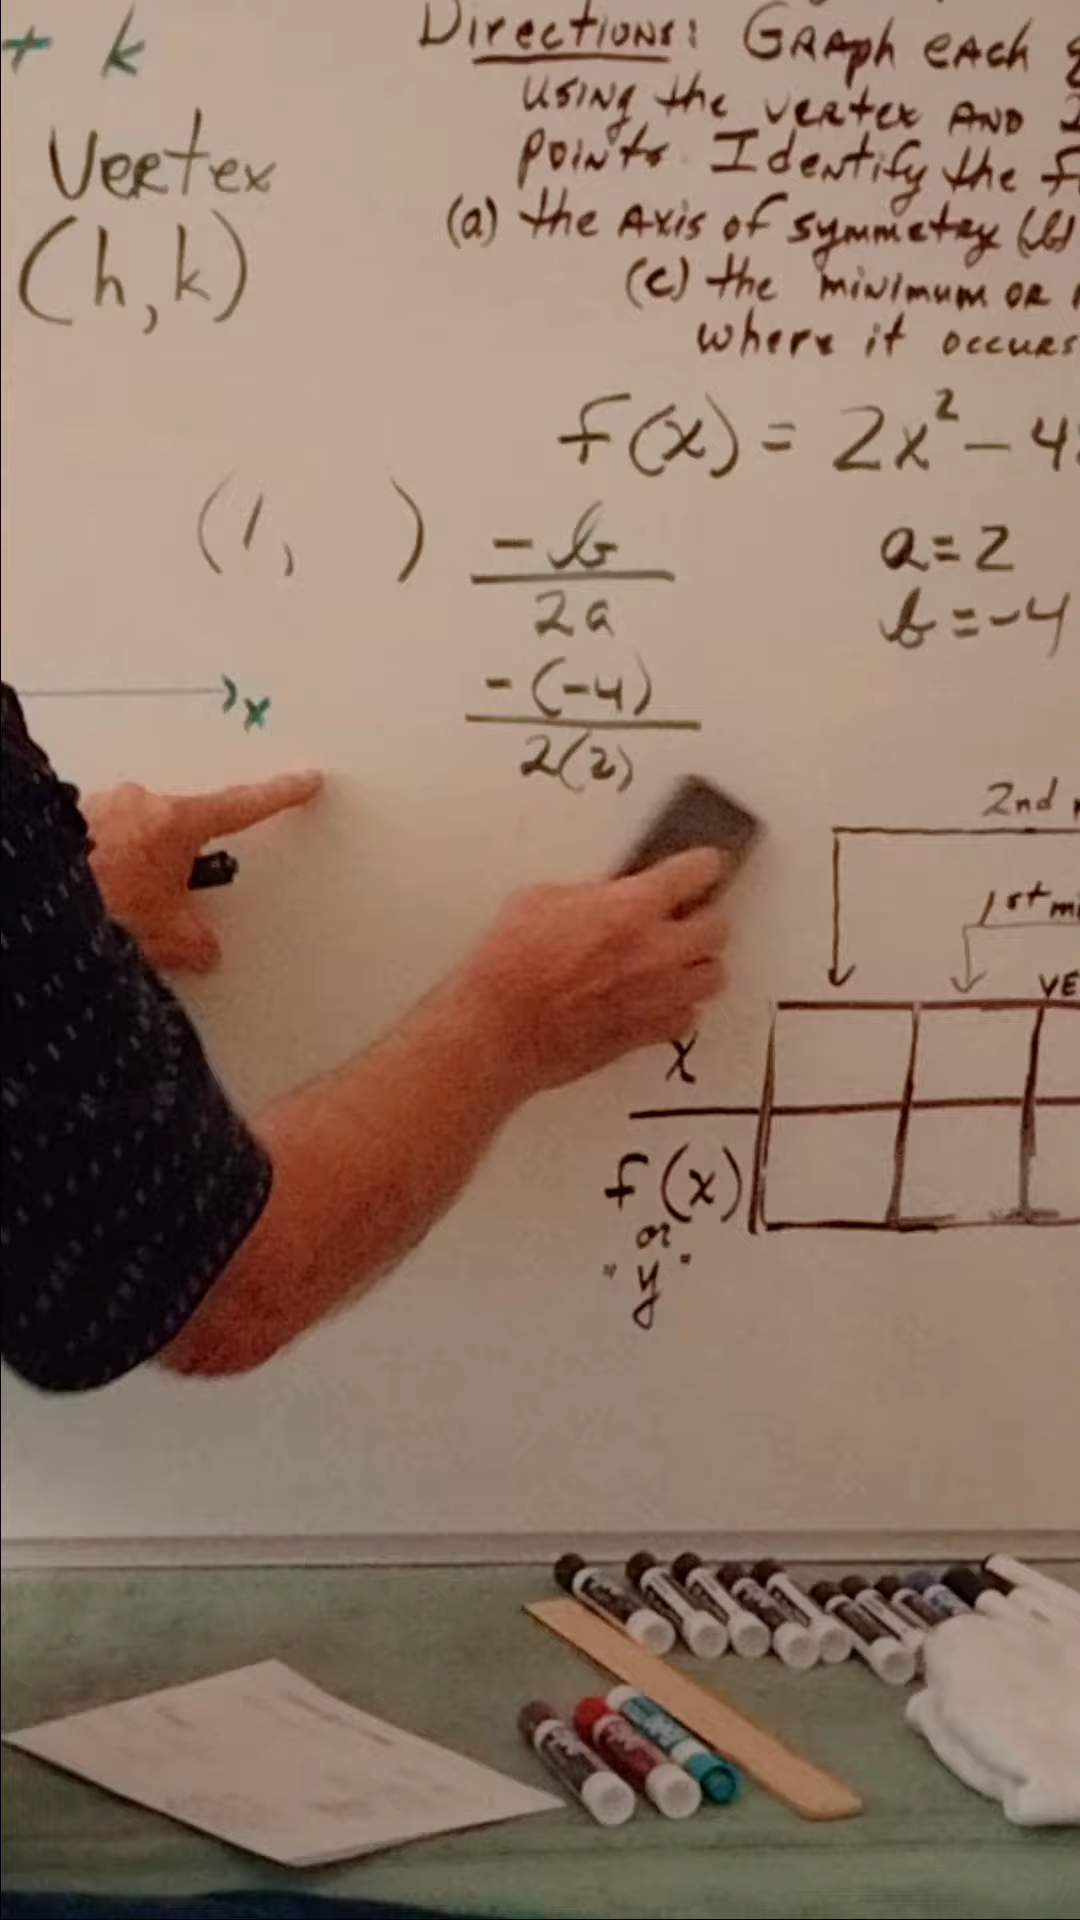 + k
Vertex
(h, k)
Directions: Graph each
using the vertex and
points. Identify the
(a) the axis of symmetry (b)
(c) the minimum or
where it occurs
f(x) = 2x² - 4
(1, )
-b
2a
a = 2
b = -4
-(-4)
2(2)
x
2nd
1st
x
f(x)
or
"y"